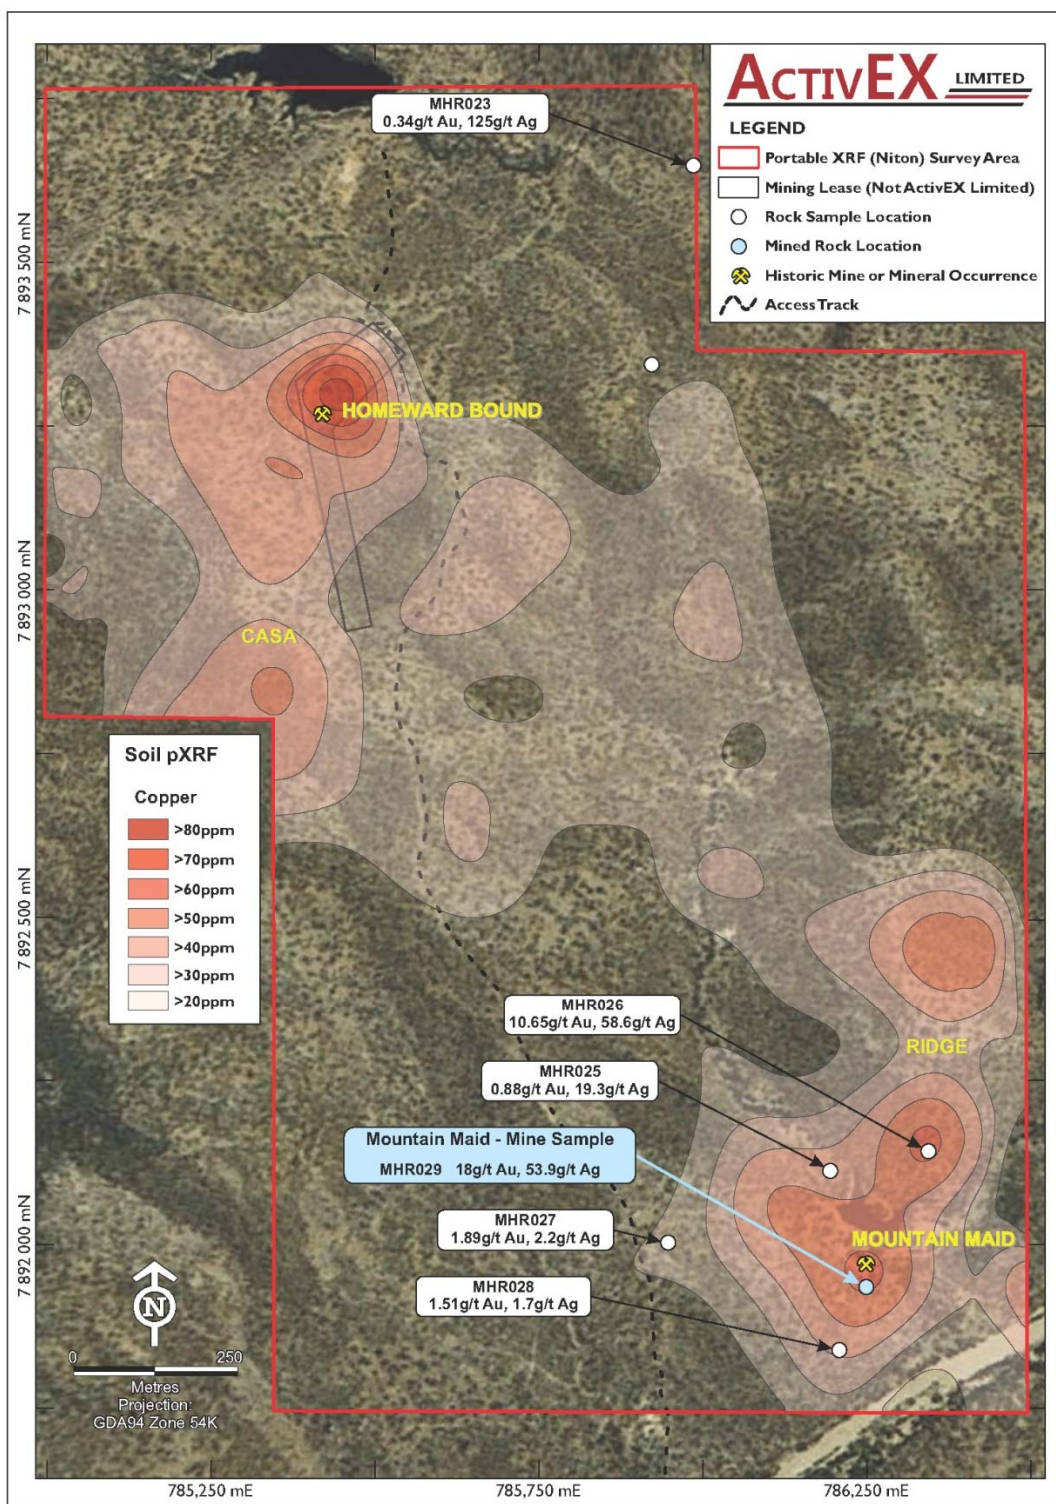 ACTIVEX LIMITED
LEGEND
Portable XRF (Niton) Survey Area
Mining Lease (Not ActivEX Limited)
Rock Sample Location
Mined Rock Location
Historic Mine or Mineral Occurrence
Access Track
MHR023
0.34g/t Au, 125g/t Ag
7 893 500 mN
HOMEWARD BOUND
7 893 000 mN
CASA
Soil pXRF
Copper
>80ppm
>70ppm
>60ppm
>50ppm
>40ppm
>30ppm
>20ppm
7 892 500 mN
MHR026
10.65g/t Au, 58.6g/t Ag
RIDGE
MHR025
0.88g/t Au, 19.3g/t Ag
Mountain Maid - Mine Sample
MHR029 18g/t Au, 53.9g/t Ag
7 892 000 mN
MHR027
1.89g/t Au, 2.2g/t Ag
MOUNTAIN MAID
MHR028
1.51g/t Au, 1.7g/t Ag
N
0 250
Metres
Projection:
GDA94 Zone 54K
785,250 mE 785,750 mE 786,250 mE